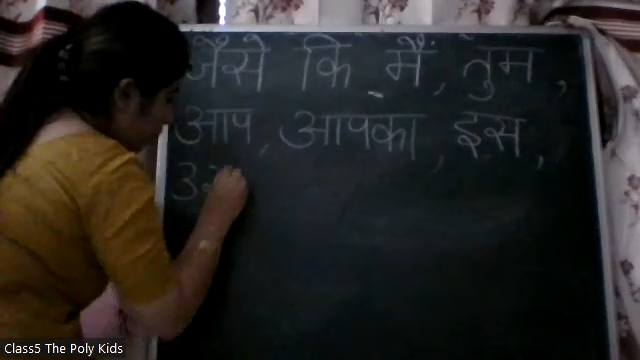 जैसे कि मैं, तुम,
आप, आपका, इस,
Class5 The Poly Kids